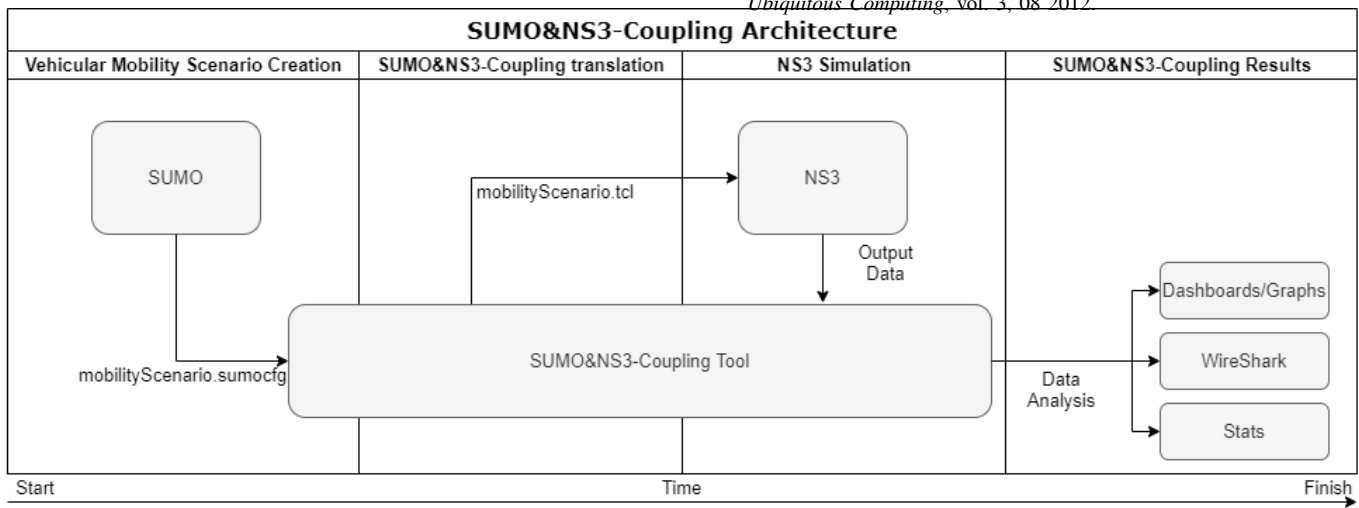 Ubiquitous Computing, vol. 3, 08 2012.
SUMO&NS3-Coupling Architecture
Vehicular Mobility Scenario Creation
SUMO&NS3-Coupling translation
NS3 Simulation
SUMO&NS3-Coupling Results
SUMO
mobilityScenario.tcl
NS3
Output
Data
Dashboards/Graphs
SUMO&NS3-Coupling Tool
WireShark
mobilityScenario.sumocfg
Data
Analysis
Stats
Start
Time
Finish